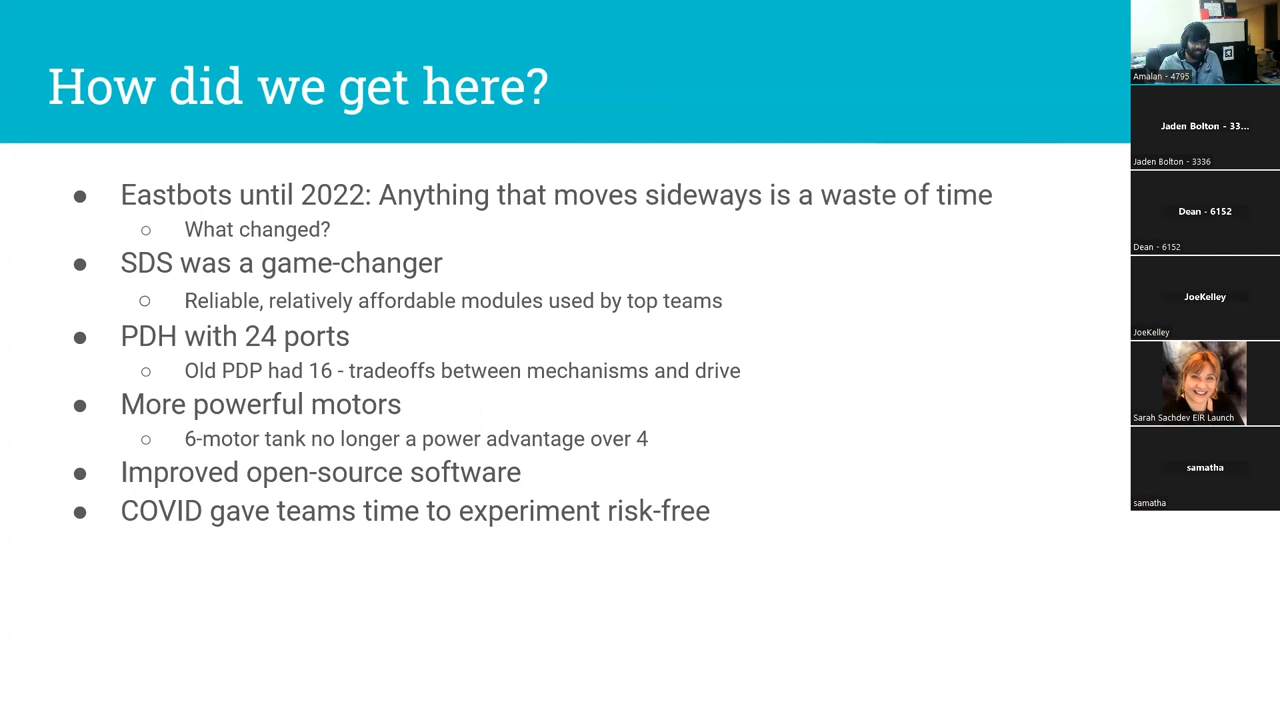 How did we get here?
● Eastbots until 2022: Anything that moves sideways is a waste of time
○ What changed?
● SDS was a game-changer
○ Reliable, relatively affordable modules used by top teams
● PDH with 24 ports
○ Old PDP had 16 - tradeoffs between mechanisms and drive
● More powerful motors
○ 6-motor tank no longer a power advantage over 4
● Improved open-source software
● COVID gave teams time to experiment risk-free
Amalan - 4795
Jaden Bolton - 33...
Jaden Bolton - 3336
Dean - 6152
Dean - 6152
JoeKelley
JoeKelley
Sarah Sachdev EIR Launch
samatha
samatha